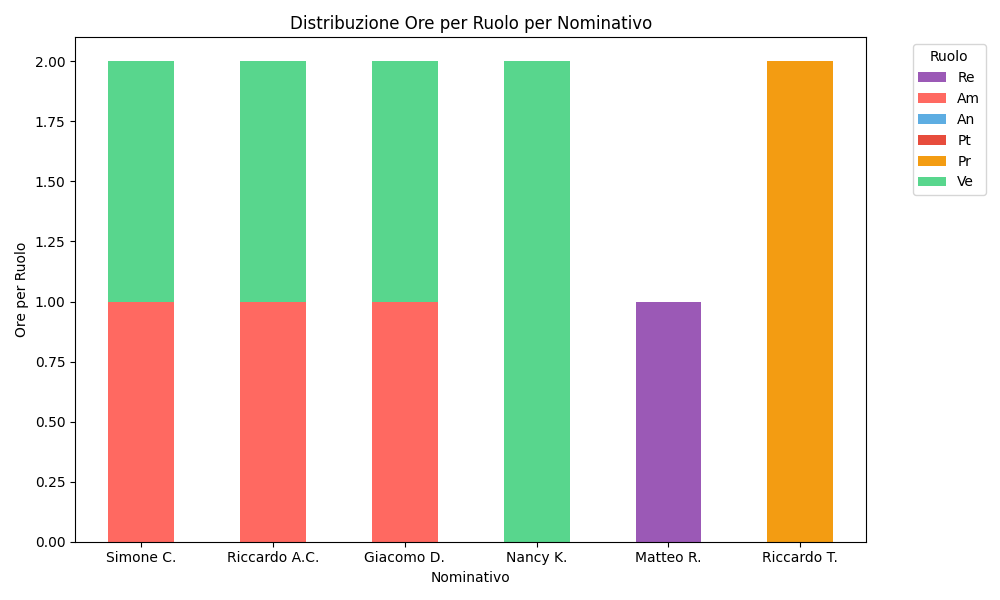 Distribuzione Ore per Ruolo per Nominativo
Ore per Ruolo
2.00
1.75
1.50
1.25
1.00
0.75
0.50
0.25
0.00
Simone C.
Riccardo A.C.
Giacomo D.
Nancy K.
Matteo R.
Riccardo T.
Nominativo
Ruolo
Re
Am
An
Pt
Pr
Ve